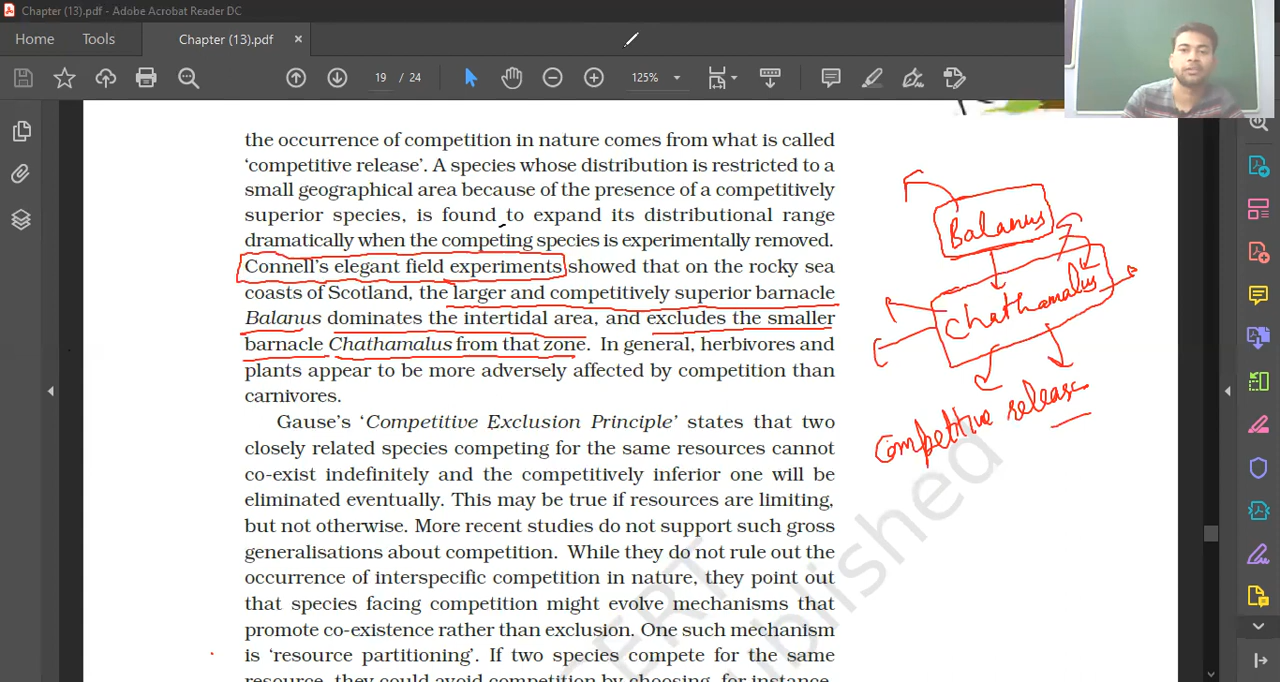 Chapter (13).pdf - Adobe Acrobat Reader DC
Home Tools Chapter (13).pdf ×
19 / 24 125%
the occurrence of competition in nature comes from what is called
‘competitive release’. A species whose distribution is restricted to a
small geographical area because of the presence of a competitively
superior species, is found to expand its distributional range
dramatically when the competing species is experimentally removed.
Connell’s elegant field experiments showed that on the rocky sea
coasts of Scotland, the larger and competitively superior barnacle
Balanus dominates the intertidal area, and excludes the smaller
barnacle Chathamalus from that zone. In general, herbivores and
plants appear to be more adversely affected by competition than
carnivores.
Gause’s ‘Competitive Exclusion Principle’ states that two
closely related species competing for the same resources cannot
co-exist indefinitely and the competitively inferior one will be
eliminated eventually. This may be true if resources are limiting,
but not otherwise. More recent studies do not support such gross
generalisations about competition. While they do not rule out the
occurrence of interspecific competition in nature, they point out
that species facing competition might evolve mechanisms that
promote co-existence rather than exclusion. One such mechanism
is ‘resource partitioning’. If two species compete for the same
resource, they could avoid competition by choosing, for instance,
Balanus
Chathamalus
Competitive release